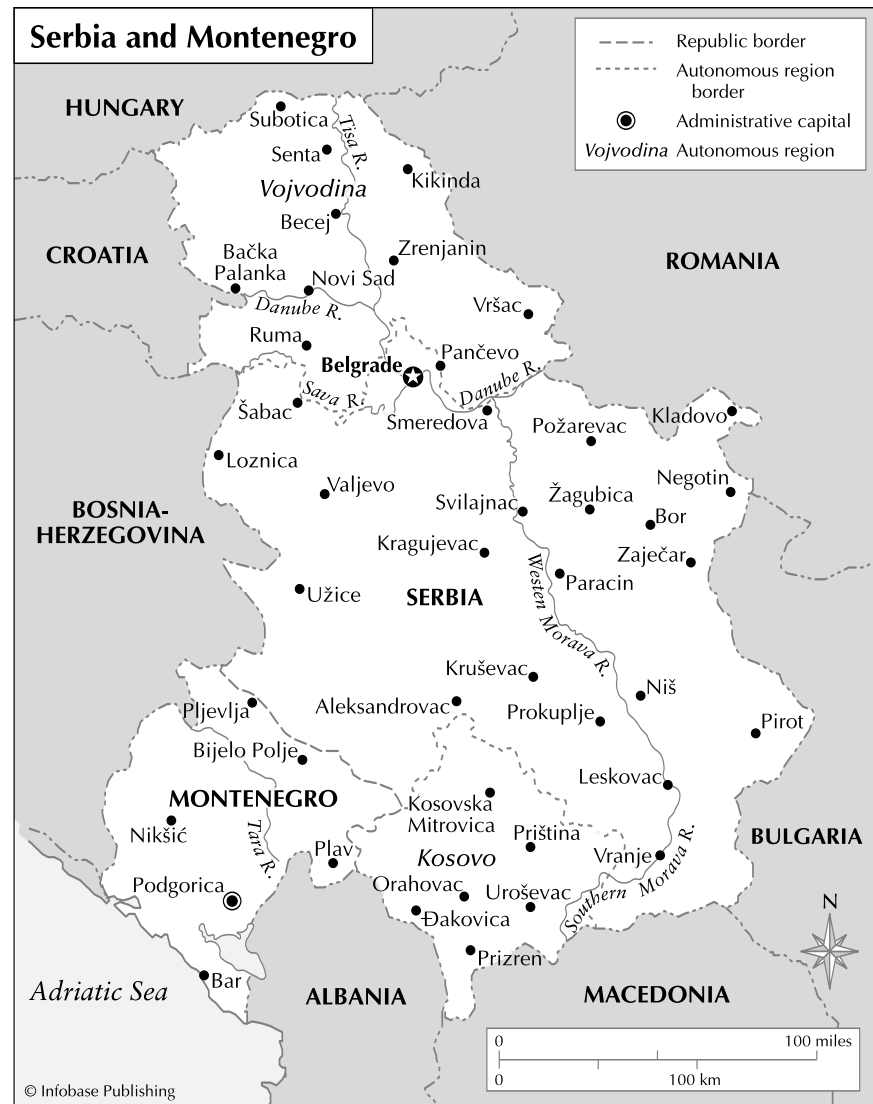 Serbia and Montenegro
Republic border
Autonomous region
border
Administrative capital
Vojvodina Autonomous region
HUNGARY
Subotica
Tisa R.
Senta
Kikinda
Vojvodina
Becej
CROATIA
Bačka
Palanka
Zrenjanin
ROMANIA
Novi Sad
Danube R.
Vršac
Ruma
Pančevo
Belgrade
Danube R.
Sava R.
Šabac
Smeredova
Požarevac
Kladovo
Loznica
Valjevo
Negotin
Svilajnac
Žagubica
Bor
BOSNIA-
HERZEGOVINA
Kragujevac
Zaječar
Paracin
Užice
SERBIA
Westen Morava R.
Kruševac
Niš
Pljevlja
Aleksandrovac
Prokuplje
Pirot
Bijelo Polje
Leskovac
MONTENEGRO
Kosovska
Mitrovica
Nikšić
Tara R.
Priština
BULGARIA
Plav
Kosovo
Vranje
Podgorica
Orahovac
Uroševac
Southern Morava R.
Đakovica
N
Prizren
Bar
Adriatic Sea
ALBANIA
MACEDONIA
0 100 miles
0 100 km
© Infobase Publishing